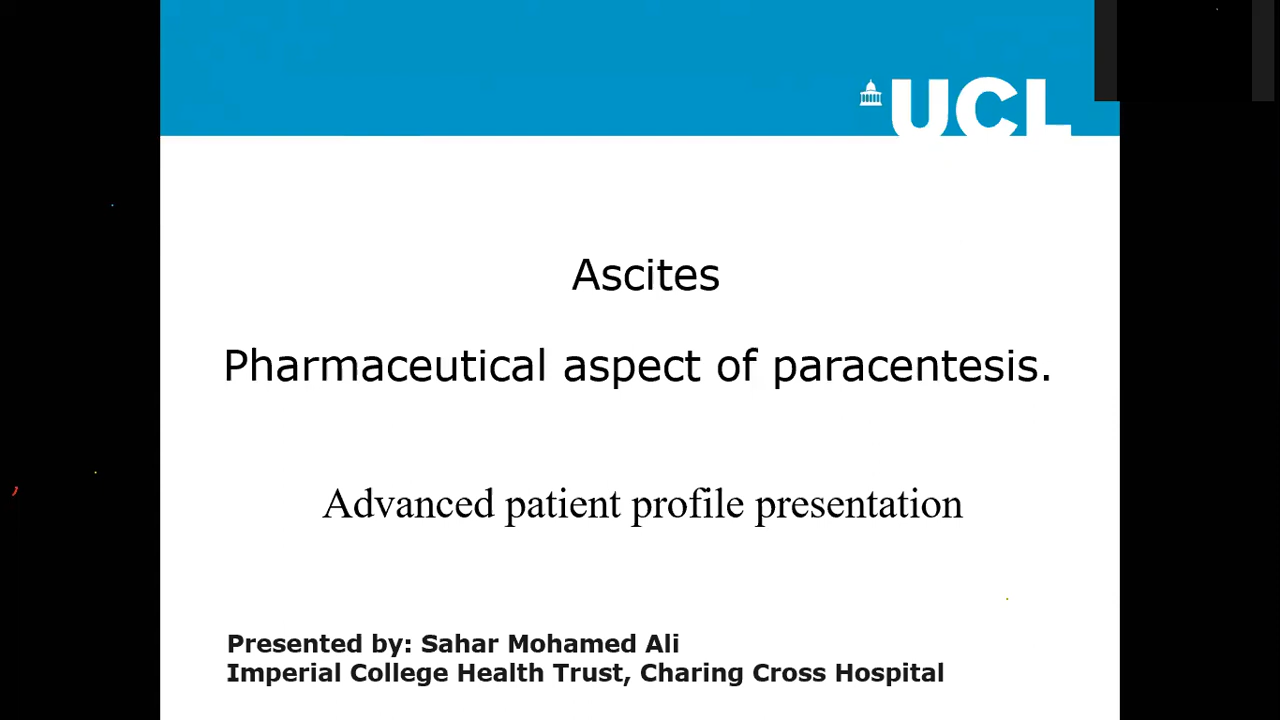 UCL
Ascites
Pharmaceutical aspect of paracentesis.
Advanced patient profile presentation
Presented by: Sahar Mohamed Ali
Imperial College Health Trust, Charing Cross Hospital